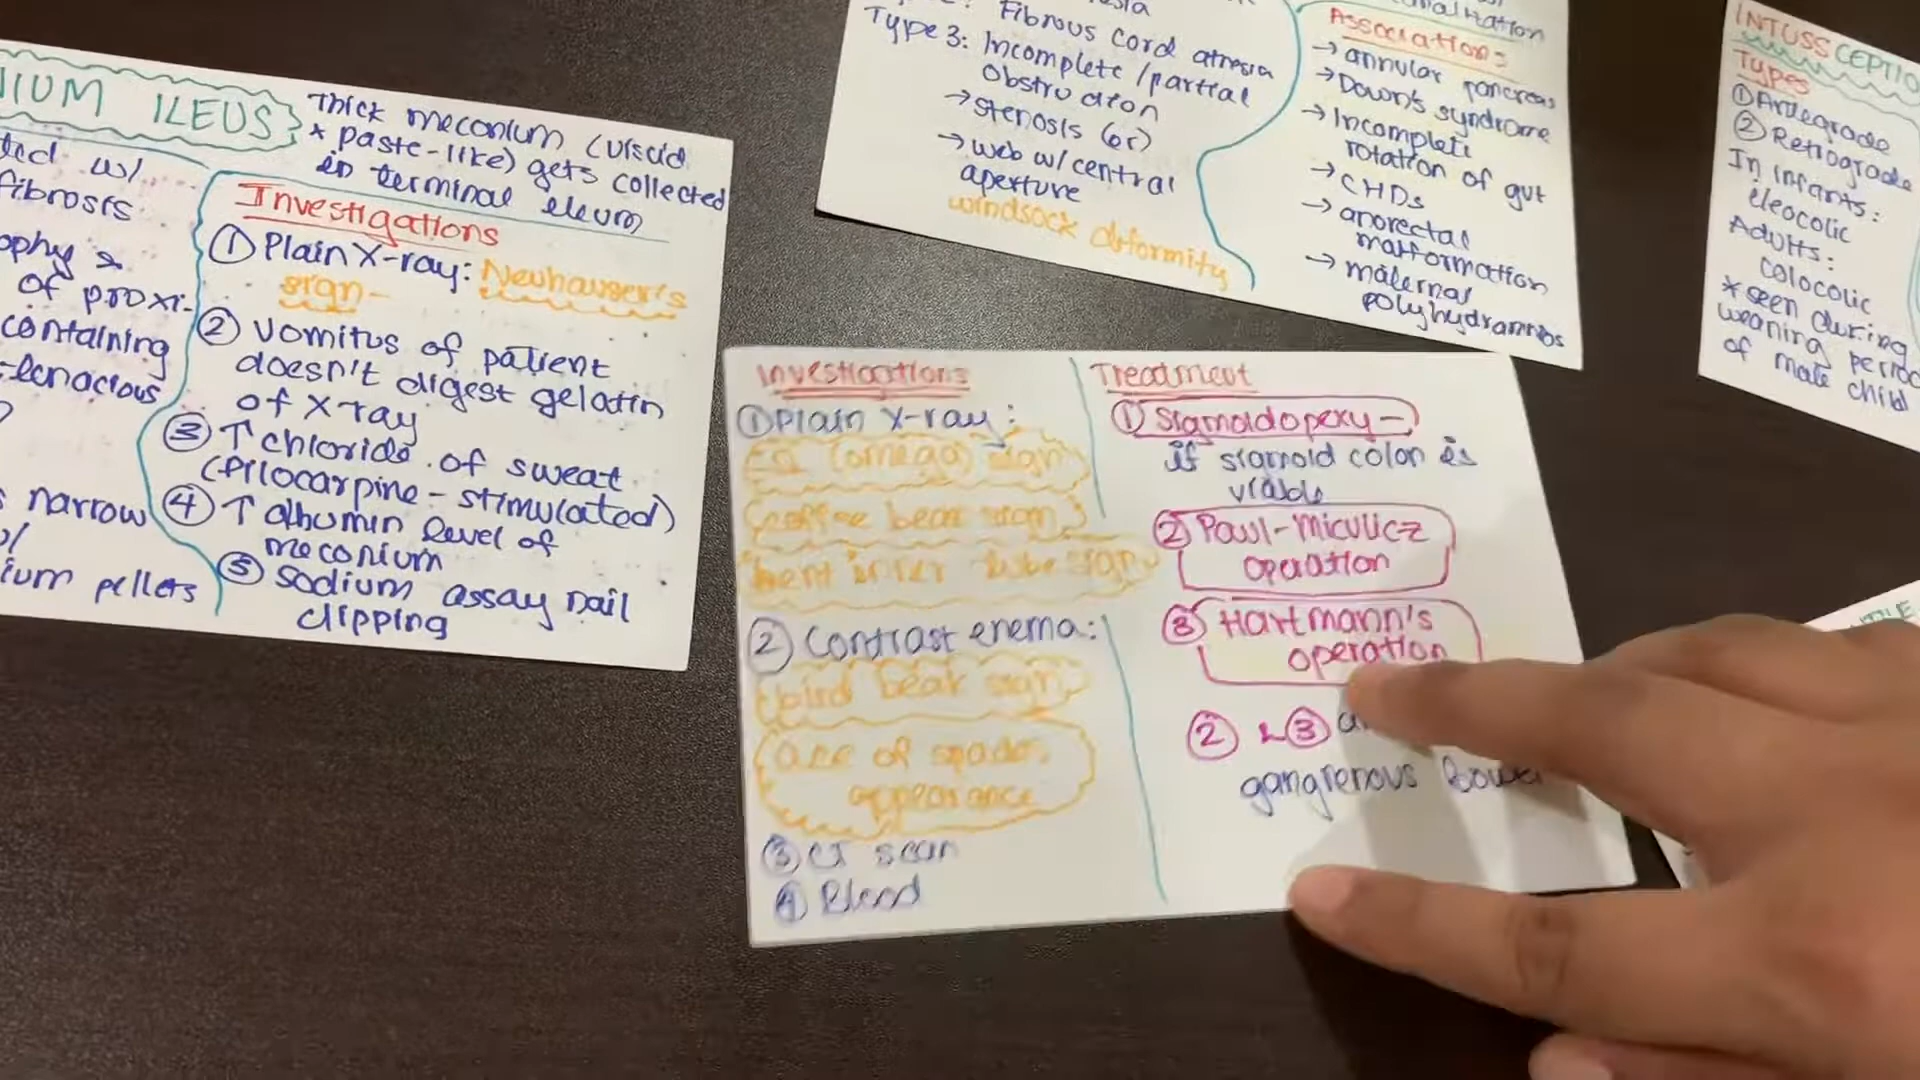 ILEUS
Thick meconium (viscid
* paste-like) gets collected
in terminal eleum
w/
fibrosis
of proxi-
containing
narrow
w/
pellets
Investigations
① Plain X-ray: Neuhauser's
sign-
② vomitus of patient
doesn't digest gelatin
of X-ray
③ ↑ chloride of sweat
(Pilocarpine - stimulated)
④ ↑ albumin level of
meconium
⑤ sodium assay nail
clipping
Fibrous cord atresia
Type 3: Incomplete/partial
Obstruction
→ stenosis (or)
→ web w/ central
aperture
windsock deformity
Associations
→ annular pancreas
→ Down's syndrome
→ Incomplete
rotation of gut
→ CHDs
→ anorectal
malformation
→ maternal
polyhydramnios
Types
① Antegrade
② Retrograde
In infants:
eleocolic
Adults:
colocolic
* seen during
weaning
of male child
Investigations
① Plain X-ray:
(omega) sign
coffee bean sign
bent inner tube sign
② Contrast enema:
bird beak sign
ace of spades
appearance
③ CT scan
④ Blood
Treatment
① Sigmoidopexy -
if sigmoid colon is
viable
② Paul-Miculicz
operation
③ Hartmann's
operation
② & ③
gangrenous Bowel